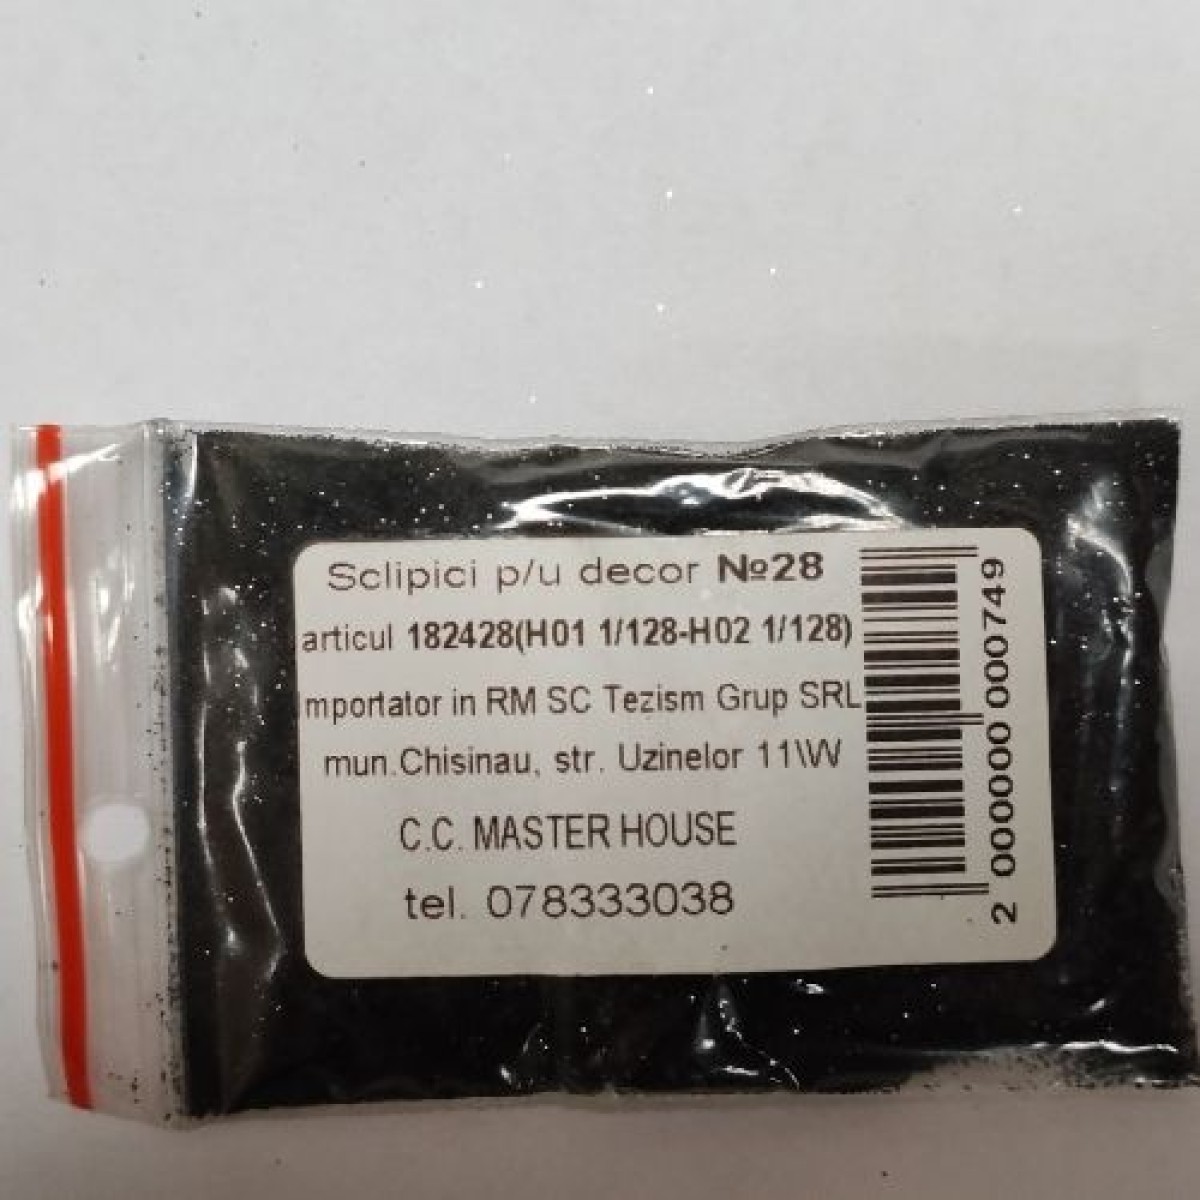 Sclipici p/u decor №28
articul 182428(H01 1/128-H02 1/128)
Importator in RM SC Tezism Grup SRL
mun.Chisinau, str. Uzinelor 11\W
C.C. MASTER HOUSE
tel. 078333038
2 000000 000749